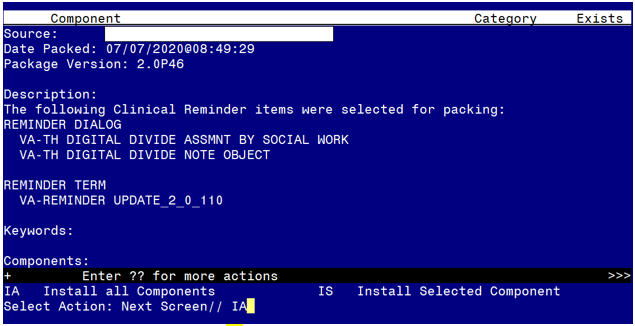 Component Category Exists
Source:
Date Packed: 07/07/2020@08:49:29
Package Version: 2.0P46
Description:
The following Clinical Reminder items were selected for packing:
REMINDER DIALOG
VA-TH DIGITAL DIVIDE ASSMNT BY SOCIAL WORK
VA-TH DIGITAL DIVIDE NOTE OBJECT
REMINDER TERM
VA-REMINDER UPDATE_2_0_110
Keywords:
Components:
+ Enter ?? for more actions >>>
IA Install all Components IS Install Selected Component
Select Action: Next Screen// IA